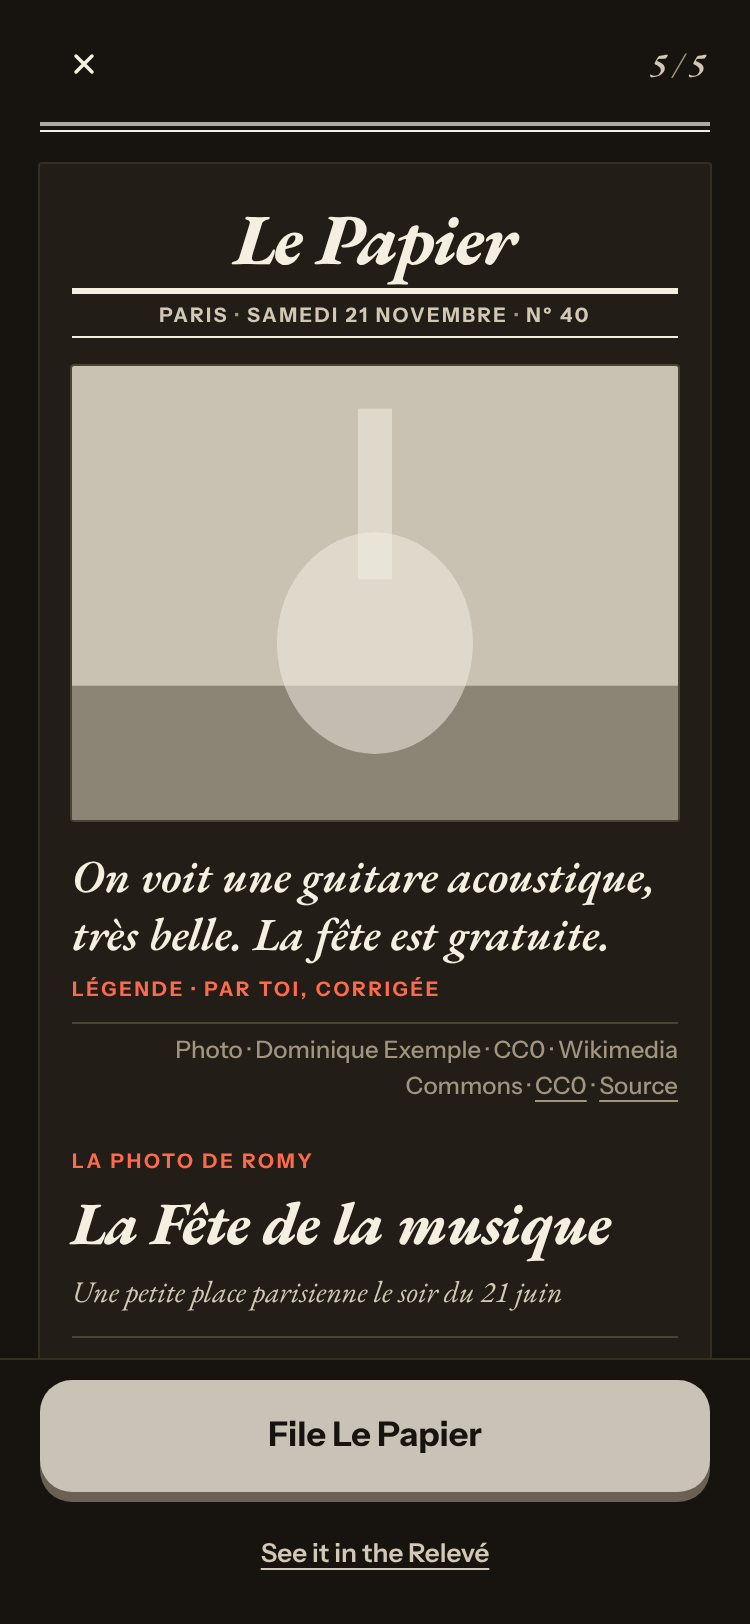 5 / 5
Le Papier
PARIS · SAMEDI 21 NOVEMBRE · N° 40
On voit une guitare acoustique,
très belle. La fête est gratuite.
LÉGENDE · PAR TOI, CORRIGÉE
Photo · Dominique Exemple · CC0 · Wikimedia
Commons · CC0 · Source
LA PHOTO DE ROMY
La Fête de la musique
Une petite place parisienne le soir du 21 juin
File Le Papier
See it in the Relevé